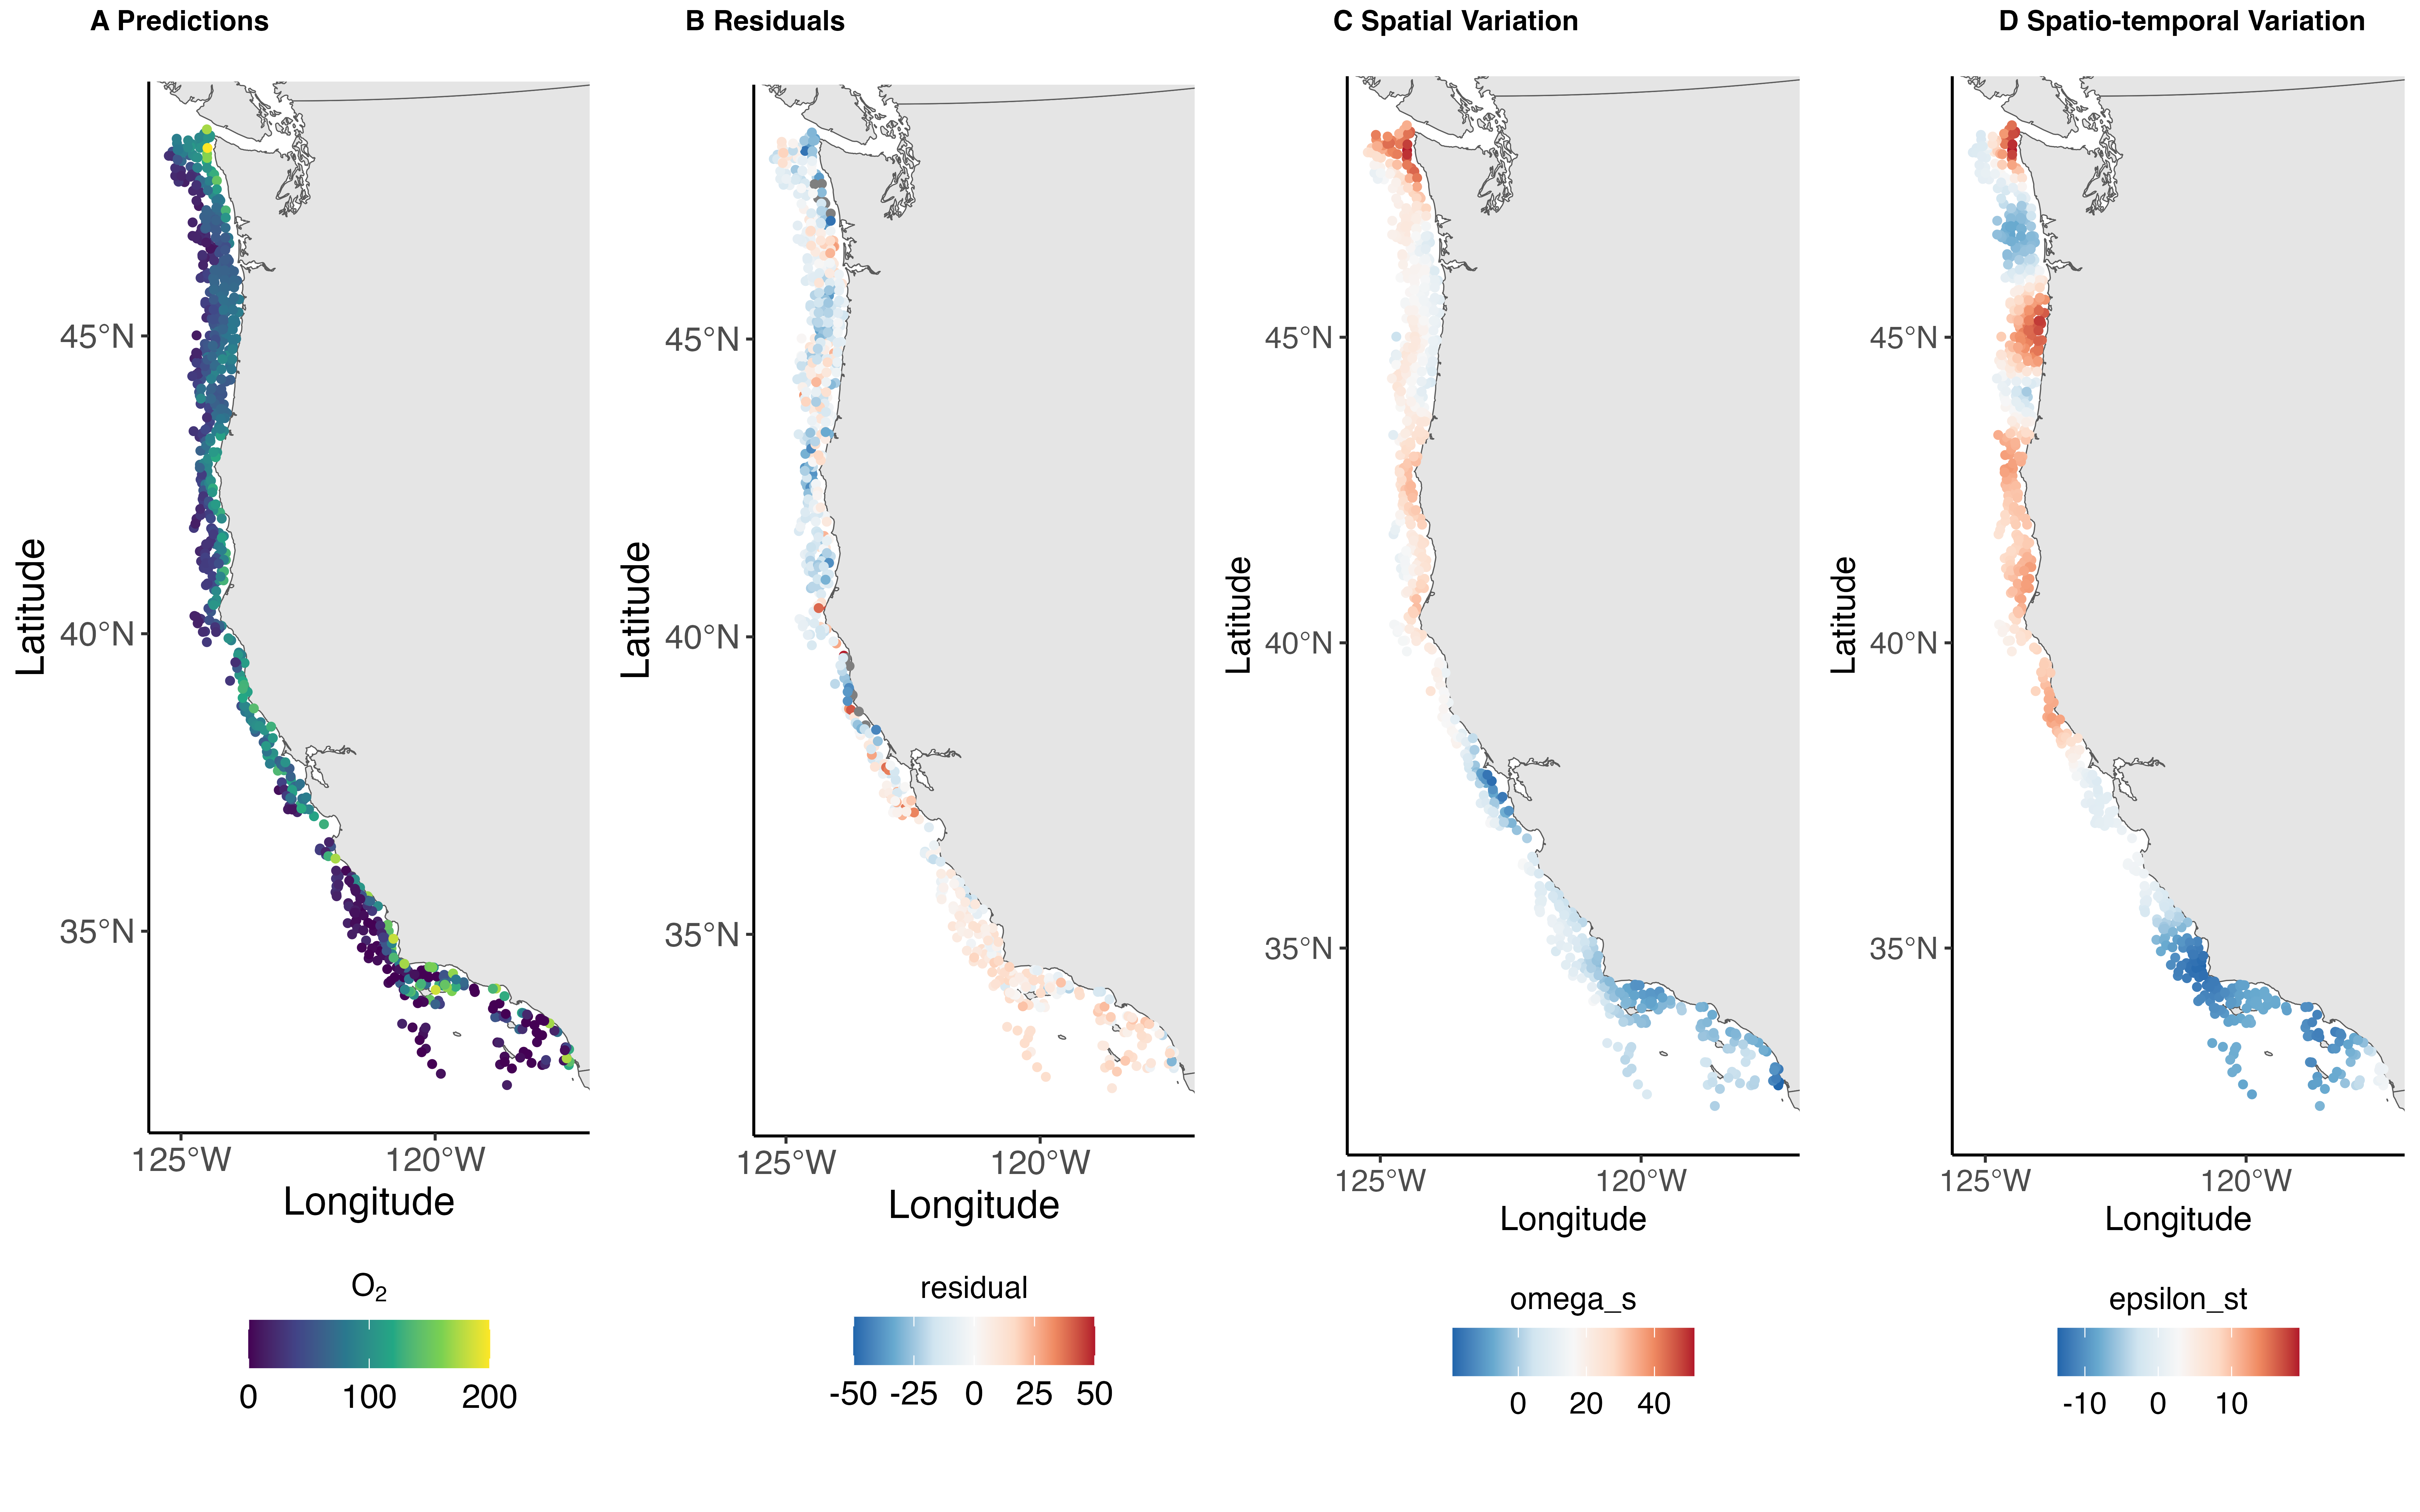 A Predictions
45°N
40°N
35°N
125°W 120°W
Latitude
Longitude
O₂
0 100 200
B Residuals
45°N
40°N
35°N
125°W 120°W
Latitude
Longitude
residual
-50 -25 0 25 50
C Spatial Variation
45°N
40°N
35°N
125°W 120°W
Latitude
Longitude
omega_s
0 20 40
D Spatio-temporal Variation
45°N
40°N
35°N
125°W 120°W
Latitude
Longitude
epsilon_st
-10 0 10